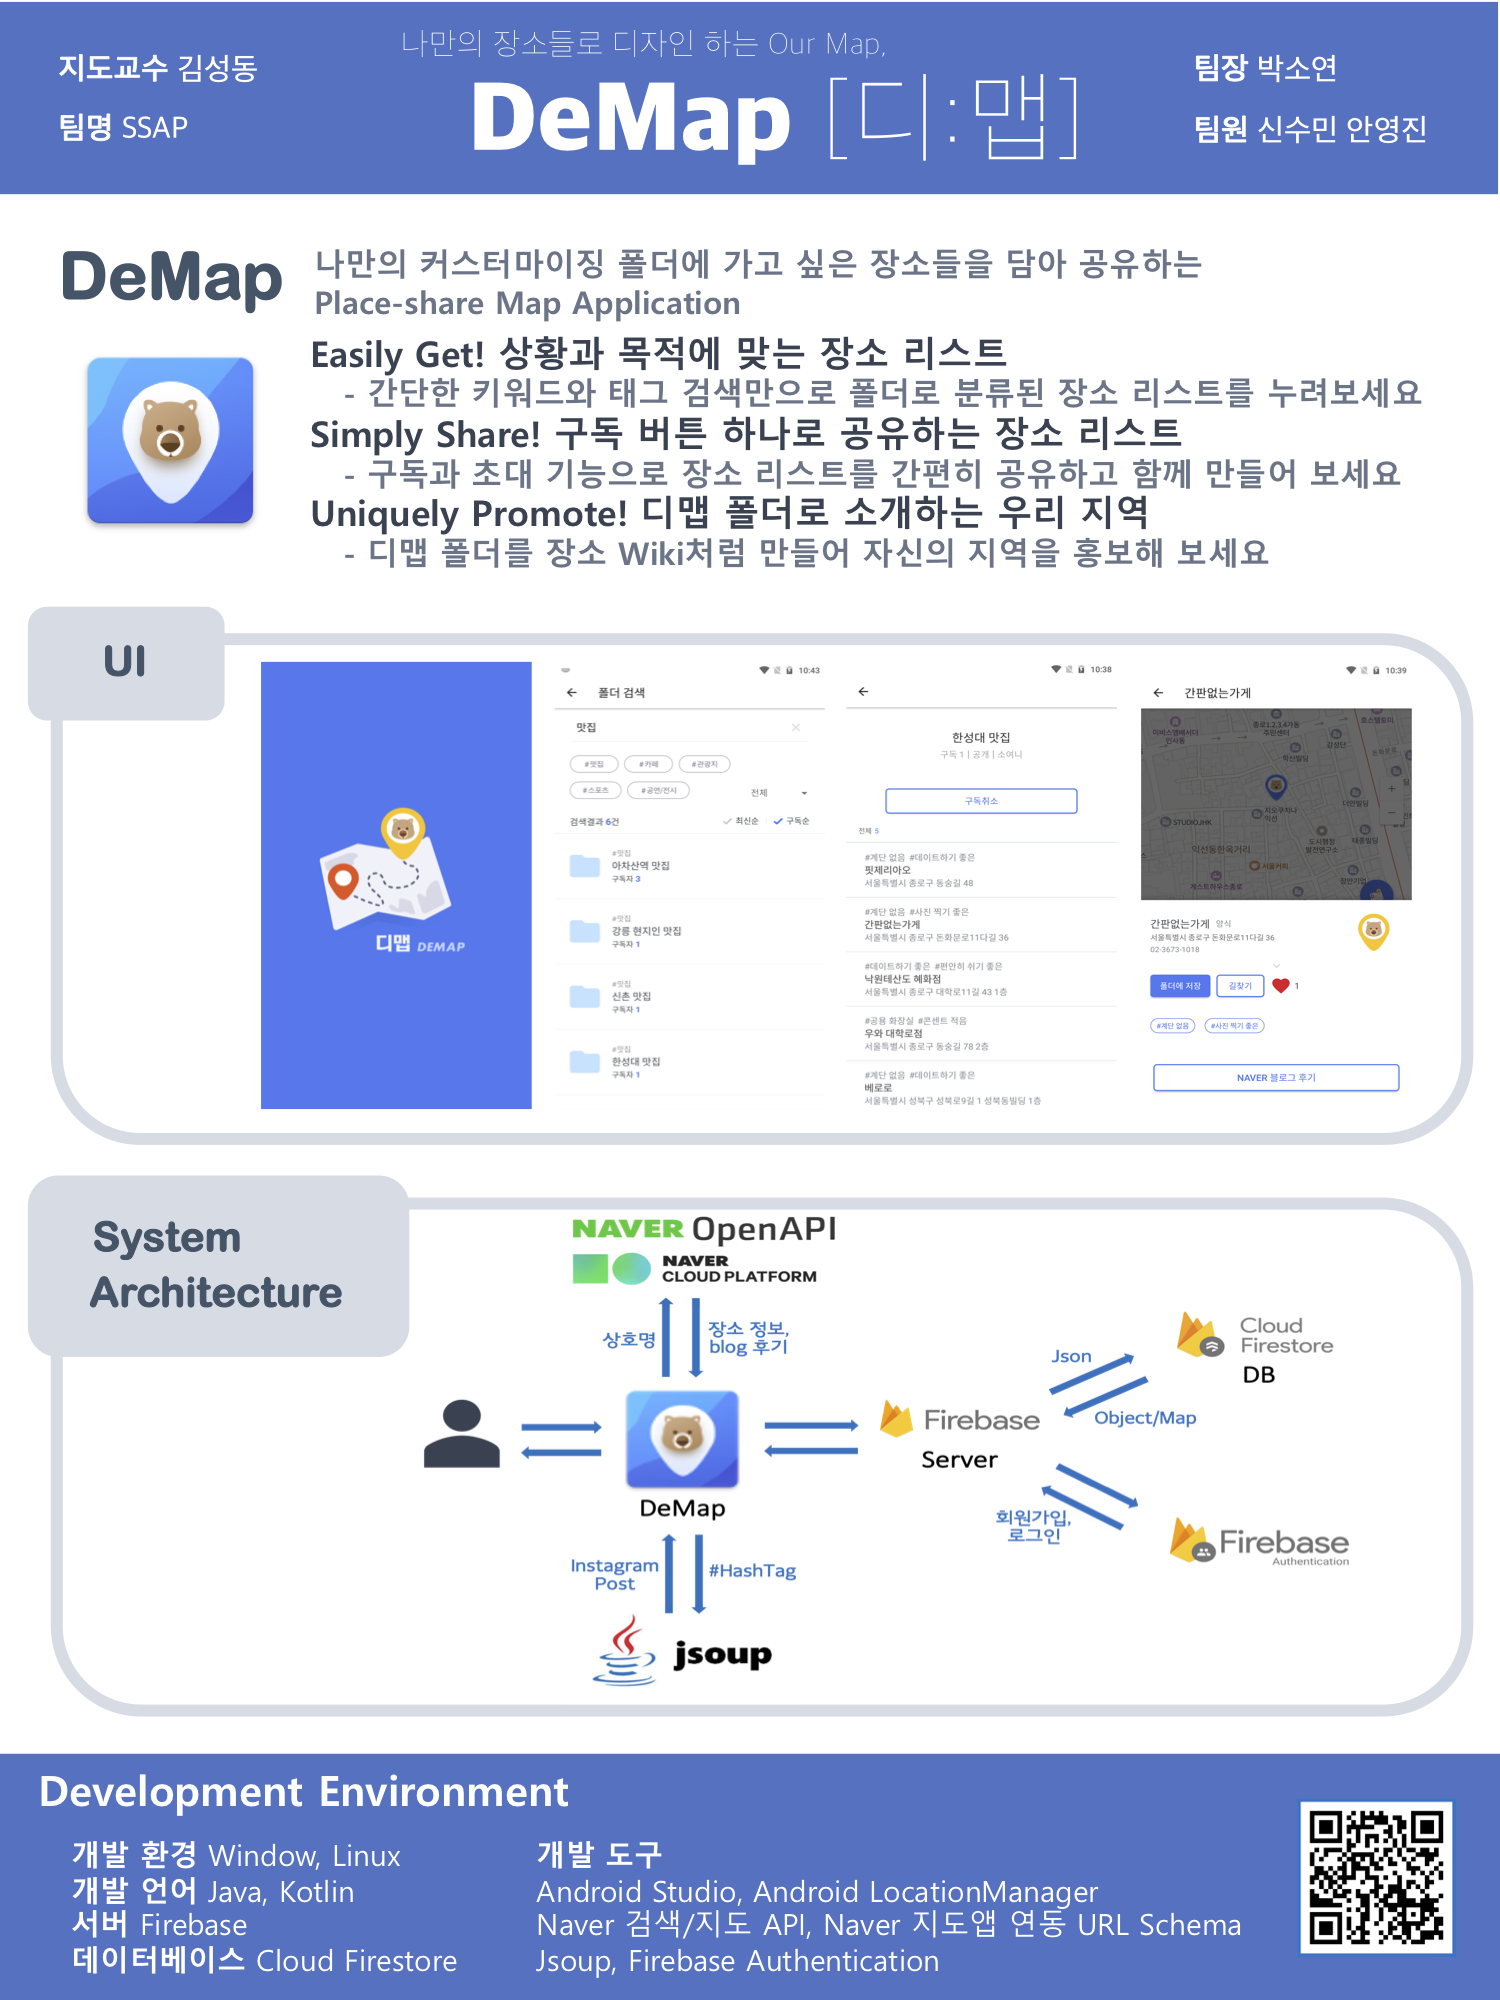 지도교수 김성동
팀명 SSAP
나만의 장소들로 디자인 하는 Our Map,
DeMap [디:맵]
팀장 박소연
팀원 신수민 안영진
DeMap
나만의 커스터마이징 폴더에 가고 싶은 장소들을 담아 공유하는
Place-share Map Application
Easily Get! 상황과 목적에 맞는 장소 리스트
- 간단한 키워드와 태그 검색만으로 폴더로 분류된 장소 리스트를 누려보세요
Simply Share! 구독 버튼 하나로 공유하는 장소 리스트
- 구독과 초대 기능으로 장소 리스트를 간편히 공유하고 함께 만들어 보세요
Uniquely Promote! 디맵 폴더로 소개하는 우리 지역
- 디맵 폴더를 장소 Wiki처럼 만들어 자신의 지역을 홍보해 보세요
UI
디맵 DEMAP
10:43
폴더 검색
맛집
#맛집 #카페 #관광지
#스포츠 #공연/전시
전체
검색결과 6건
최신순 구독순
#맛집
아차산역 맛집
구독자 3
#맛집
강릉 현지인 맛집
구독자 1
#맛집
신촌 맛집
구독자 1
#맛집
한성대 맛집
구독자 1
10:38
한성대 맛집
구독 1 | 공개 | 소여니
구독취소
전체 5
#계단 없음 #데이트하기 좋은
핏제리아오
서울특별시 종로구 동숭길 48
#계단 없음 #사진 찍기 좋은
간판없는가게
서울특별시 종로구 돈화문로11다길 36
#데이트하기 좋은 #편안히 쉬기 좋은
낙원테산도 혜화점
서울특별시 종로구 대학로11길 43 1층
#공용 화장실 #콘센트 적음
우와 대학로점
서울특별시 종로구 동숭길 78 2층
#계단 없음 #데이트하기 좋은
베로로
서울특별시 성북구 성북로9길 1 성북동빌딩 1층
10:39
간판없는가게
종로1,2,3,4가동
주민센터
STUDIO.JHK
익선동한옥거리
서울커피
게스트하우스종로
간판없는가게 양식
서울특별시 종로구 돈화문로11다길 36
02-3673-1018
폴더에 저장
길찾기
1
#계단 없음 #사진 찍기 좋은
NAVER 블로그 후기
System
Architecture
NAVER OpenAPI
NAVER
CLOUD PLATFORM
상호명
장소 정보,
blog 후기
DeMap
Firebase
Server
Json
Object/Map
Cloud
Firestore
DB
회원가입,
로그인
Firebase
Authentication
Instagram
Post
#HashTag
jsoup
Development Environment
개발 환경 Window, Linux
개발 언어 Java, Kotlin
서버 Firebase
데이터베이스 Cloud Firestore
개발 도구
Android Studio, Android LocationManager
Naver 검색/지도 API, Naver 지도앱 연동 URL Schema
Jsoup, Firebase Authentication